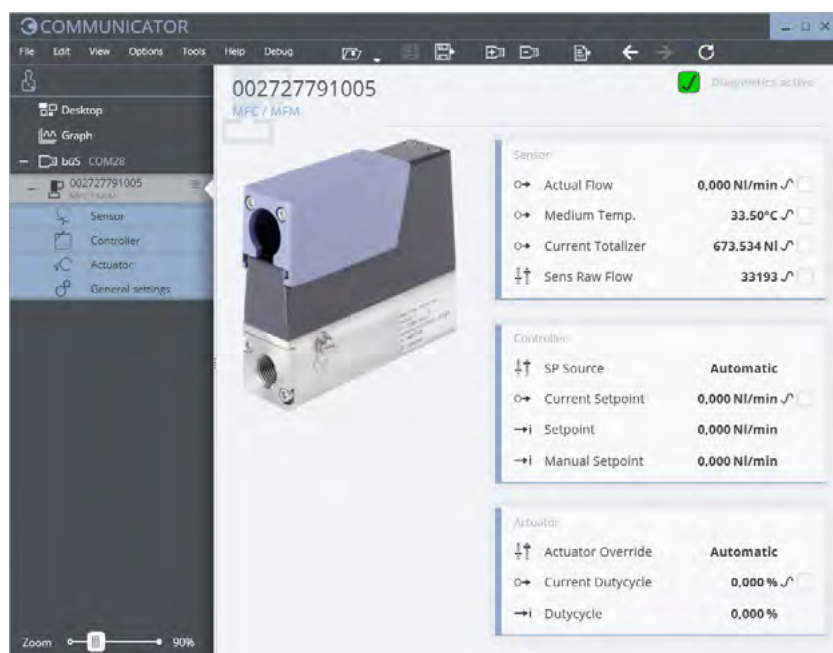 COMMUNICATOR
File Edit View Options Tools Help Debug
002727791005
MFC / MFM
Diagnostics active
Desktop
Graph
büS COM28
002727791005
MFC / MFM
Sensor
Controller
Actuator
General settings
Sensor
Actual Flow 0,000 Nl/min
Medium Temp. 33.50°C
Current Totalizer 673,534 Nl
Sens Raw Flow 33193
Controller
SP Source Automatic
Current Setpoint 0,000 Nl/min
Setpoint 0,000 Nl/min
Manual Setpoint 0,000 Nl/min
Actuator
Actuator Override Automatic
Current Dutycycle 0,000 %
Dutycycle 0,000 %
Zoom 90%